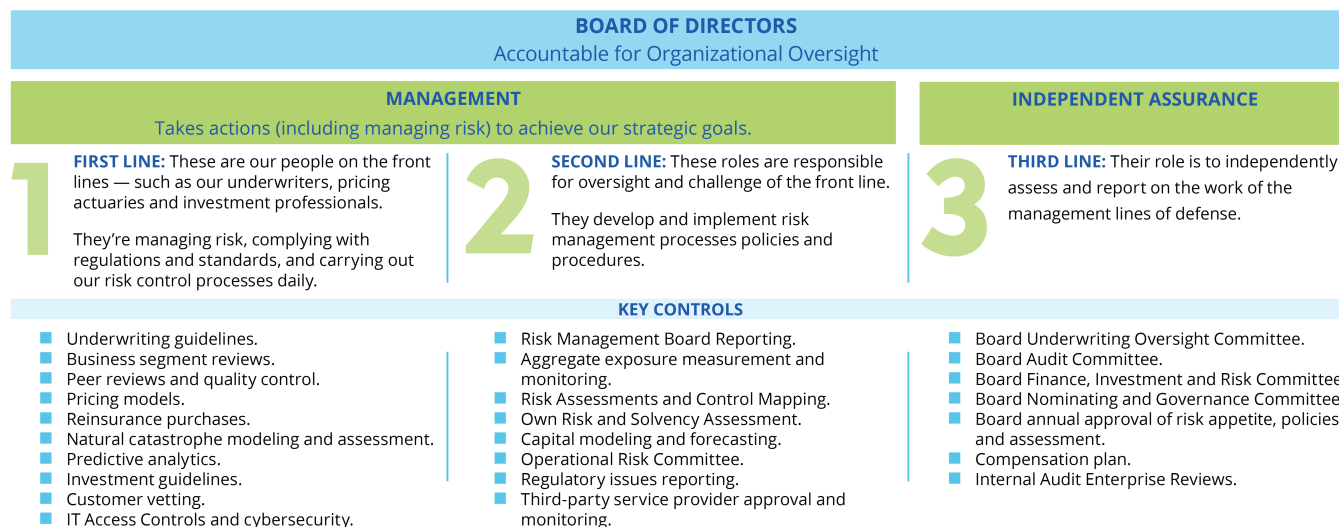 BOARD OF DIRECTORS
Accountable for Organizational Oversight
MANAGEMENT
Takes actions (including managing risk) to achieve our strategic goals.
INDEPENDENT ASSURANCE
1
FIRST LINE: These are our people on the front
lines — such as our underwriters, pricing
actuaries and investment professionals.
They’re managing risk, complying with
regulations and standards, and carrying out
our risk control processes daily.
2
SECOND LINE: These roles are responsible
for oversight and challenge of the front line.
They develop and implement risk
management processes policies and
procedures.
3
THIRD LINE: Their role is to independently
assess and report on the work of the
management lines of defense.
KEY CONTROLS
Underwriting guidelines.
Business segment reviews.
Peer reviews and quality control.
Pricing models.
Reinsurance purchases.
Natural catastrophe modeling and assessment.
Predictive analytics.
Investment guidelines.
Customer vetting.
IT Access Controls and cybersecurity.
Risk Management Board Reporting.
Aggregate exposure measurement and
monitoring.
Risk Assessments and Control Mapping.
Own Risk and Solvency Assessment.
Capital modeling and forecasting.
Operational Risk Committee.
Regulatory issues reporting.
Third-party service provider approval and
monitoring.
Board Underwriting Oversight Committee.
Board Audit Committee.
Board Finance, Investment and Risk Committee
Board Nominating and Governance Committee
Board annual approval of risk appetite, policies
and assessment.
Compensation plan.
Internal Audit Enterprise Reviews.